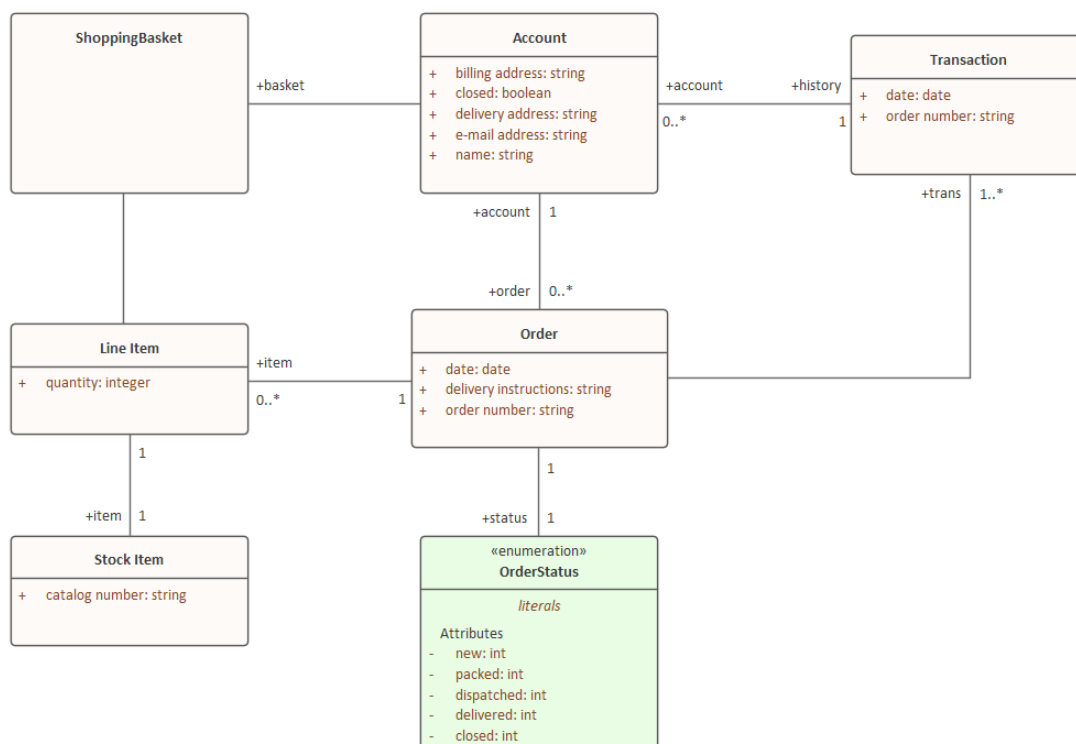 ShoppingBasket
+basket
Account
+ billing address: string
+ closed: boolean
+ delivery address: string
+ e-mail address: string
+ name: string
+account
0..*
+history
1
Transaction
+ date: date
+ order number: string
+trans
1..*
+account
1
+order
0..*
Line Item
+ quantity: integer
+item
0..*
1
Order
+ date: date
+ delivery instructions: string
+ order number: string
1
+item
1
Stock Item
+ catalog number: string
1
+status
1
«enumeration»
OrderStatus
literals
Attributes
- new: int
- packed: int
- dispatched: int
- delivered: int
- closed: int